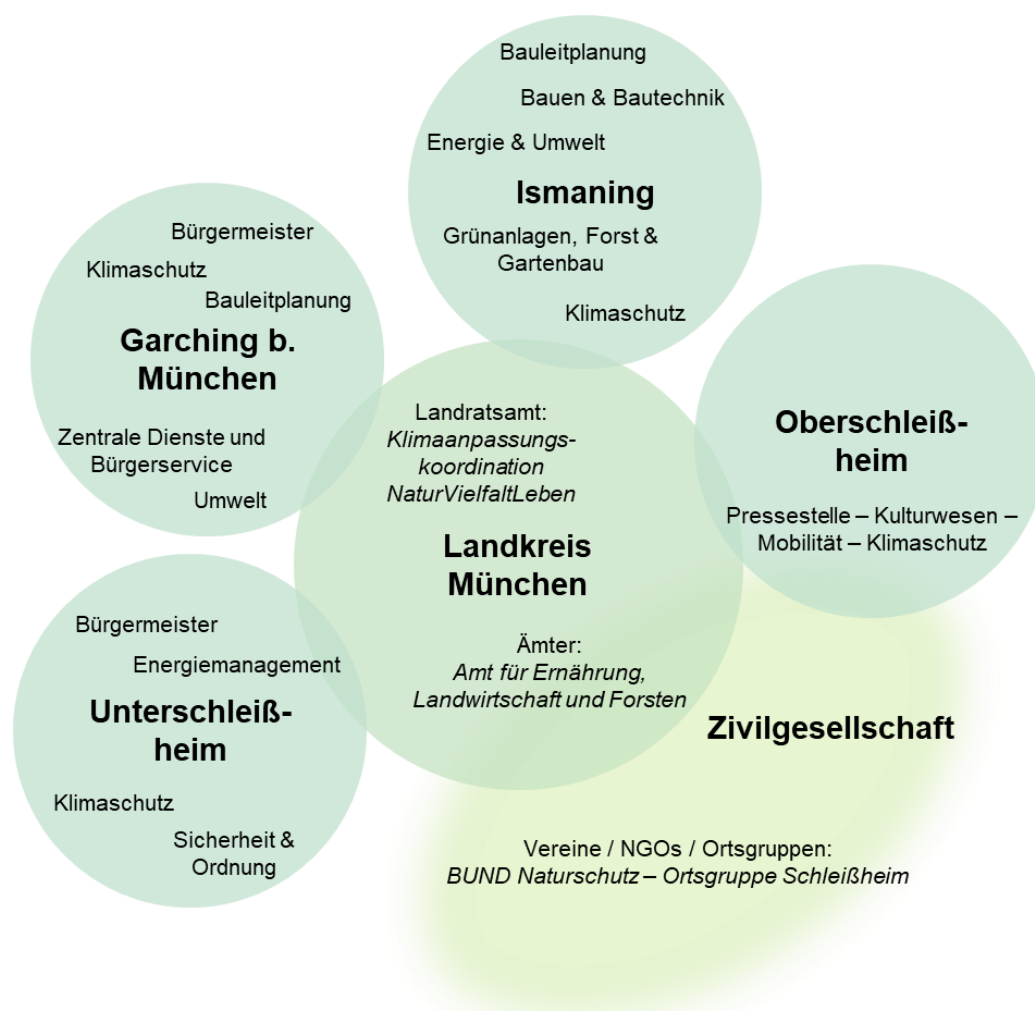 Bauleitplanung
Bauen & Bautechnik
Energie & Umwelt
Ismaning
Grünanlagen, Forst &
Gartenbau
Klimaschutz
Bürgermeister
Klimaschutz
Bauleitplanung
Garching b.
München
Zentrale Dienste und
Bürgerservice
Umwelt
Landratsamt:
Klimaanpassungs-
koordination
NaturVielfaltLeben
Landkreis
München
Ämter:
Amt für Ernährung,
Landwirtschaft und Forsten
Oberschleiß-
heim
Pressestelle – Kulturwesen –
Mobilität – Klimaschutz
Bürgermeister
Energiemanagement
Unterschleiß-
heim
Klimaschutz
Sicherheit &
Ordnung
Zivilgesellschaft
Vereine / NGOs / Ortsgruppen:
BUND Naturschutz – Ortsgruppe Schleißheim